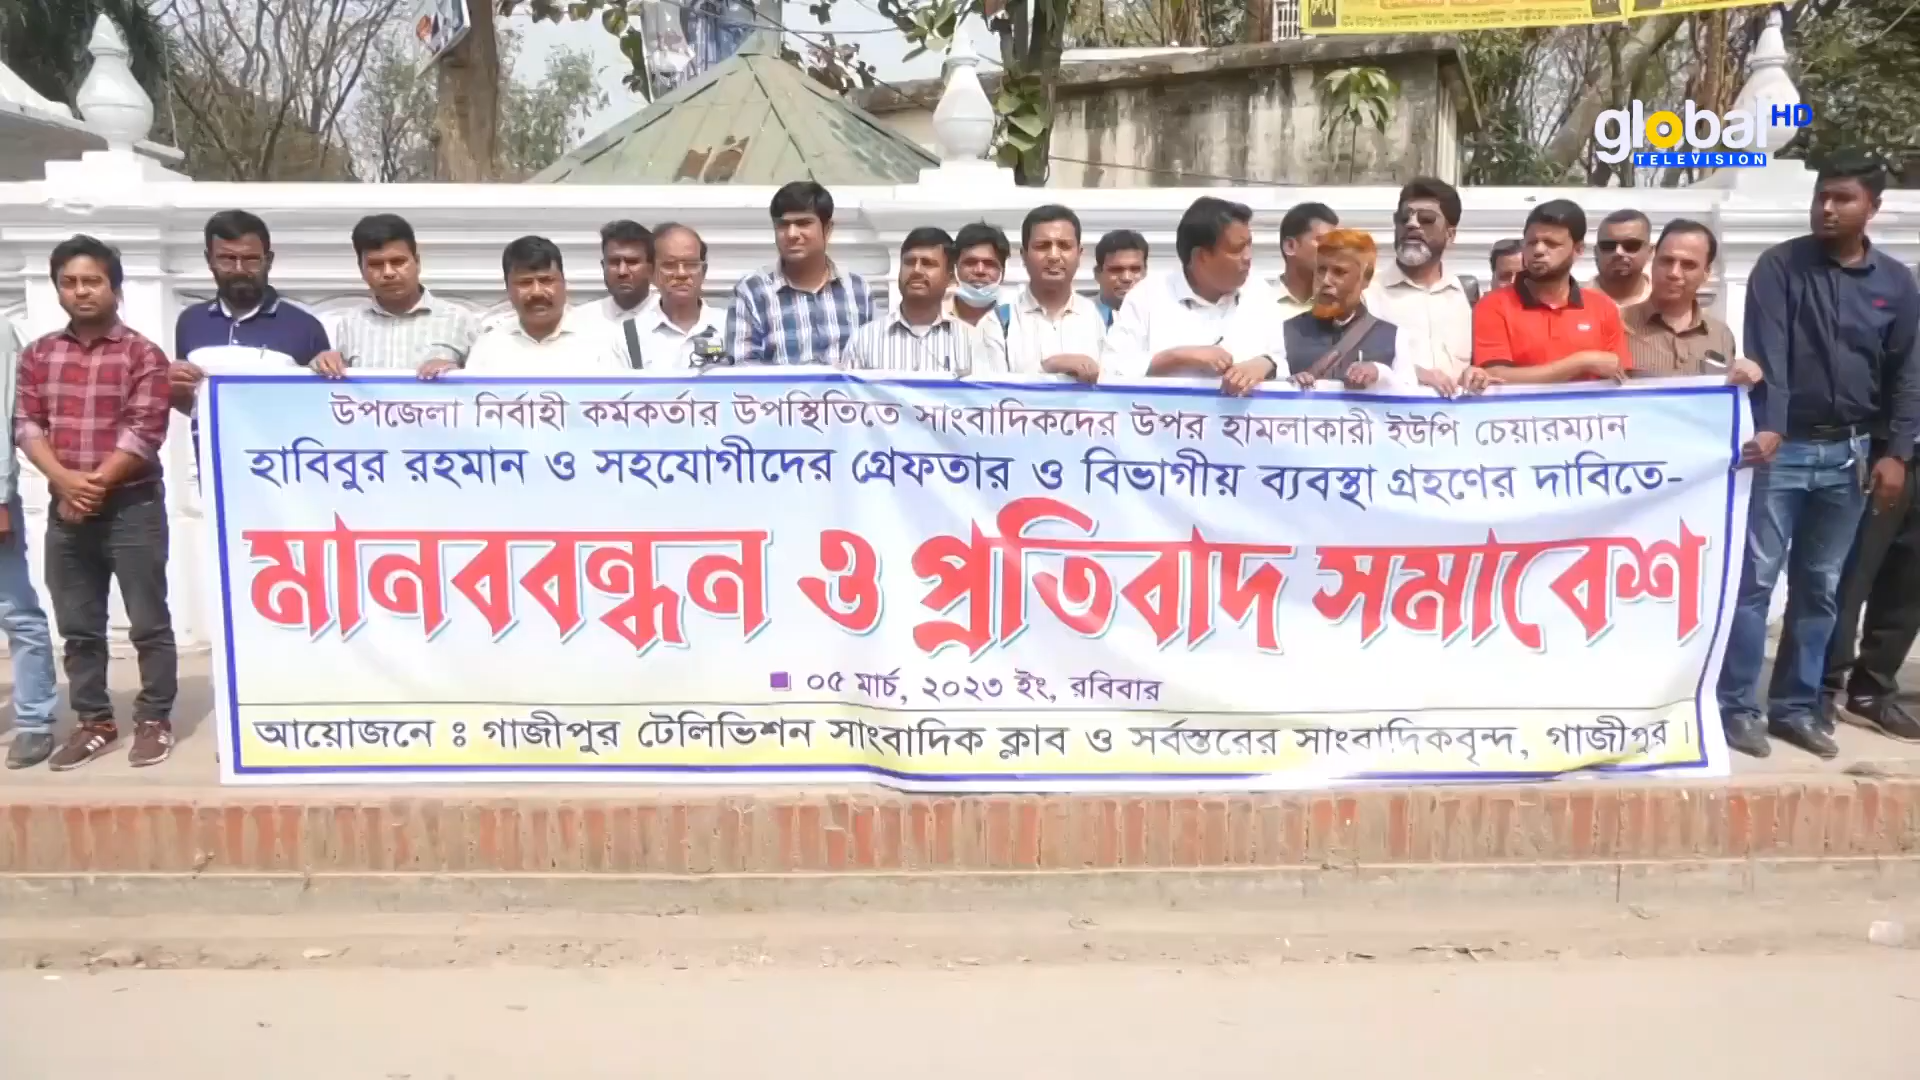 global HD
TELEVISION
উপজেলা নির্বাহী কর্মকর্তার উপস্থিতিতে সাংবাদিকদের উপর হামলাকারী ইউপি চেয়ারম্যান
হাবিবুর রহমান ও সহযোগীদের গ্রেফতার ও বিভাগীয় ব্যবস্থা গ্রহণের দাবিতে-
মানববন্ধন ও প্রতিবাদ সমাবেশ
০৫ মার্চ, ২০২৩ ইং, রবিবার
আয়োজনে ঃ গাজীপুর টেলিভিশন সাংবাদিক ক্লাব ও সর্বস্তরের সাংবাদিকবৃন্দ, গাজীপুর।